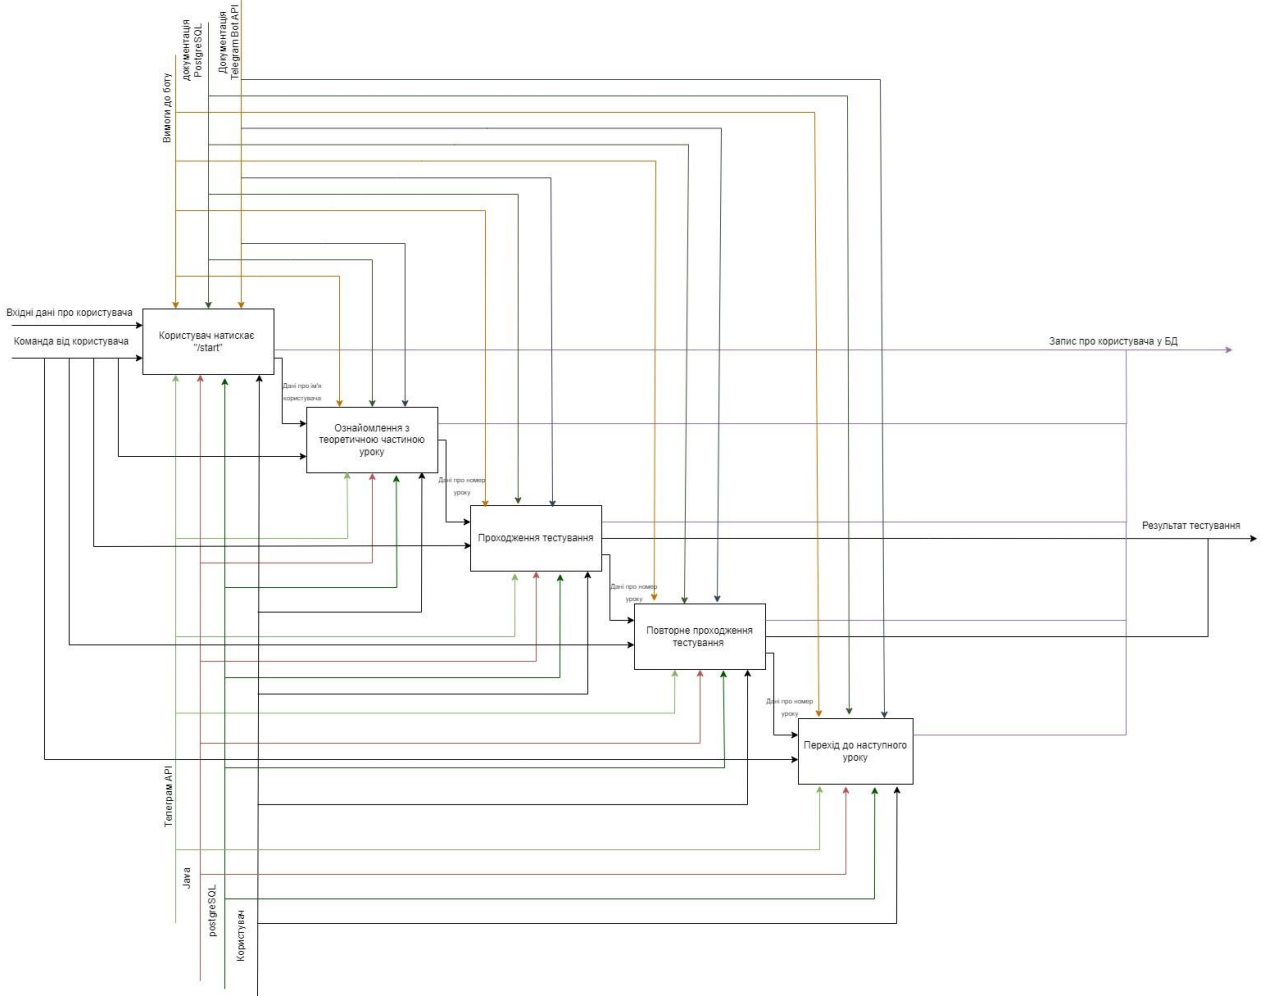 Вимоги до боту
документація
PostgreSQL
Документація
Telegram Bot API
Вхідні дані про користувача
Команда від користувача
Користувач натискає
"/start"
Запис про користувача у БД
Дані про ім'я
користувача
Ознайомлення з
теоретичною частиною
уроку
Дані про номер
уроку
Проходження тестування
Результат тестування
Дані про номер
уроку
Повторне проходження
тестування
Дані про номер
уроку
Перехід до наступного
уроку
Телеграм API
Java
postgreSQL
Користувач